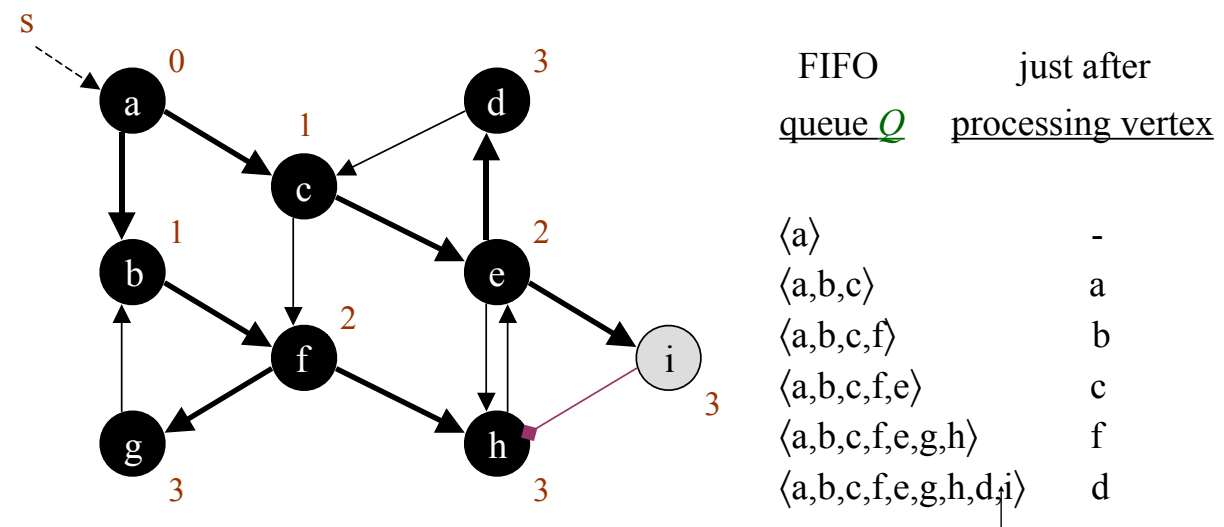 s
0
a
3
d
1
c
1
b
2
e
2
f
i
3
g
3
h
3
FIFO just after
queue Q processing vertex
⟨a⟩ -
⟨a,b,c⟩ a
⟨a,b,c,f⟩ b
⟨a,b,c,f,e⟩ c
⟨a,b,c,f,e,g,h⟩ f
⟨a,b,c,f,e,g,h,d,i⟩ d